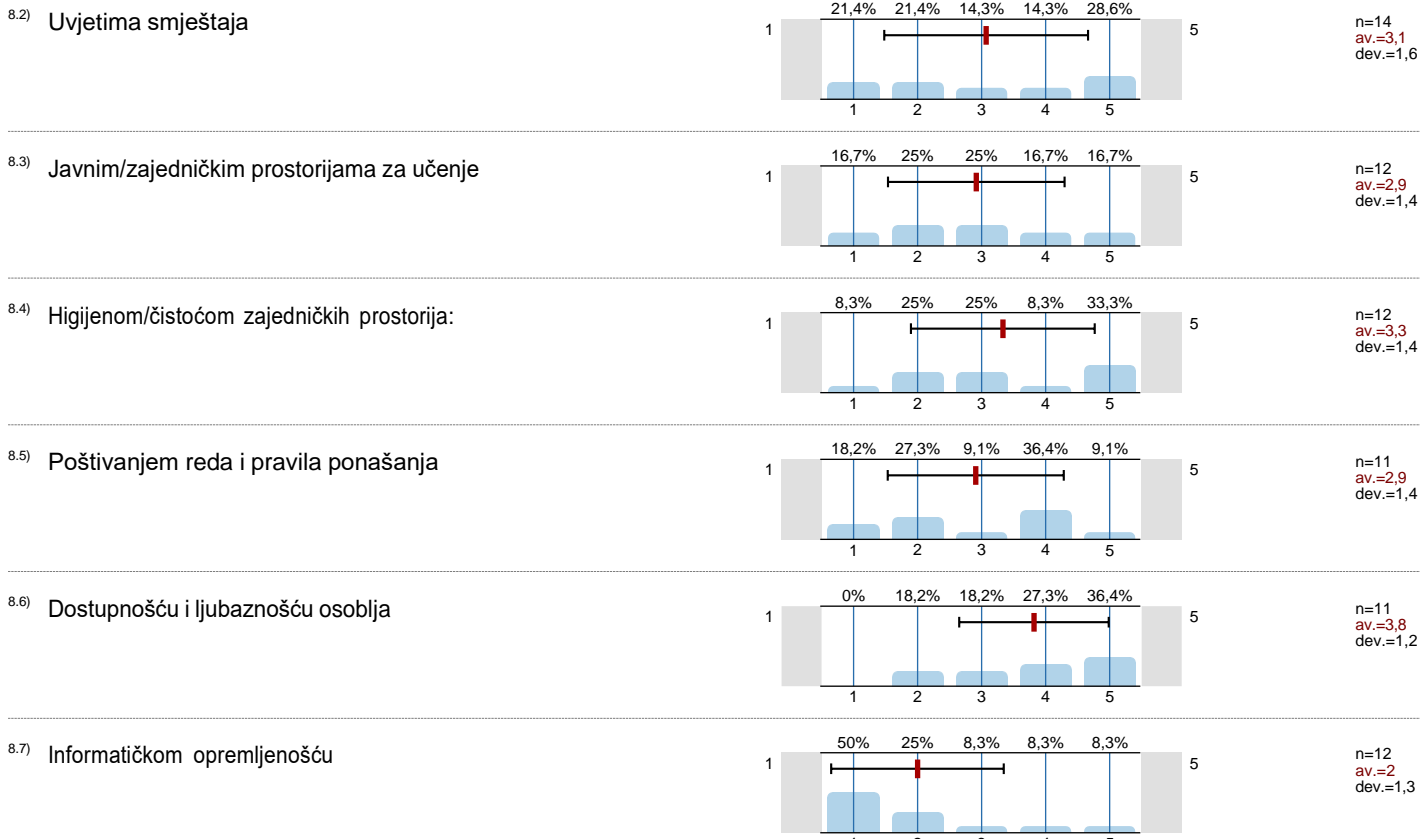 8.2) Uvjetima smještaja
21,4% 21,4% 14,3% 14,3% 28,6%
1 5
1 2 3 4 5
n=14
av.=3,1
dev.=1,6
8.3) Javnim/zajedničkim prostorijama za učenje
16,7% 25% 25% 16,7% 16,7%
1 5
1 2 3 4 5
n=12
av.=2,9
dev.=1,4
8.4) Higijenom/čistoćom zajedničkih prostorija:
8,3% 25% 25% 8,3% 33,3%
1 5
1 2 3 4 5
n=12
av.=3,3
dev.=1,4
8.5) Poštivanjem reda i pravila ponašanja
18,2% 27,3% 9,1% 36,4% 9,1%
1 5
1 2 3 4 5
n=11
av.=2,9
dev.=1,4
8.6) Dostupnošću i ljubaznošću osoblja
0% 18,2% 18,2% 27,3% 36,4%
1 5
1 2 3 4 5
n=11
av.=3,8
dev.=1,2
8.7) Informatičkom opremljenošću
50% 25% 8,3% 8,3% 8,3%
1 5
n=12
av.=2
dev.=1,3